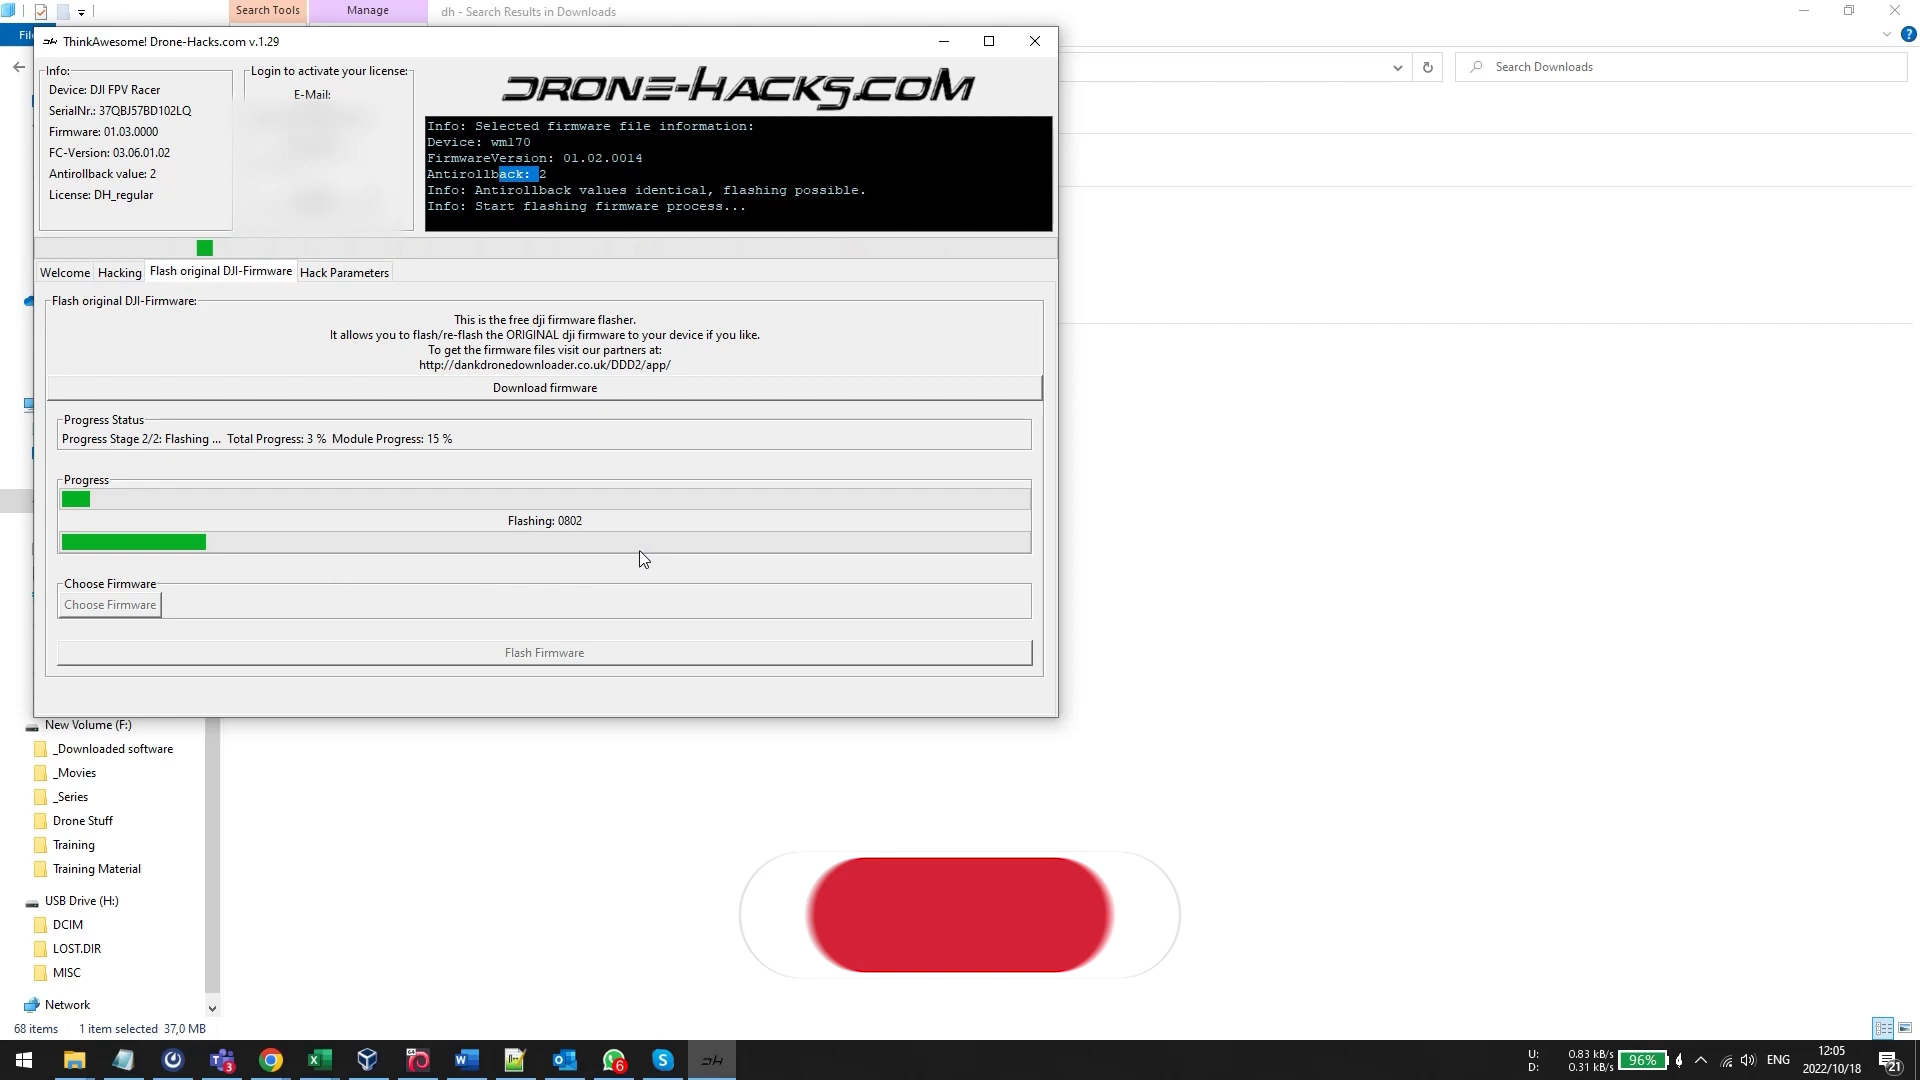 Search Tools
Manage
dh - Search Results in Downloads
ThinkAwesome! Drone-Hacks.com v.1.29
Search Downloads
Info:
Device: DJI FPV Racer
SerialNr.: 37QBJ57BD102LQ
Firmware: 01.03.0000
FC-Version: 03.06.01.02
Antirollback value: 2
License: DH_regular
Login to activate your license:
E-Mail:
DRONE-HACKS.COM
Info: Selected firmware file information:
Device: wm170
FirmwareVersion: 01.02.0014
Antirollback: 2
Info: Antirollback values identical, flashing possible.
Info: Start flashing firmware process...
Welcome Hacking Flash original DJI-Firmware Hack Parameters
Flash original DJI-Firmware:
This is the free dji firmware flasher.
It allows you to flash/re-flash the ORIGINAL dji firmware to your device if you like.
To get the firmware files visit our partners at:
http://dankdronedownloader.co.uk/DDD2/app/
Download firmware
Progress Status
Progress Stage 2/2: Flashing ... Total Progress: 3 % Module Progress: 15 %
Progress
Flashing: 0802
Choose Firmware
Choose Firmware
Flash Firmware
New Volume (F:)
_Downloaded software
_Movies
_Series
Drone Stuff
Training
Training Material
USB Drive (H:)
DCIM
LOST.DIR
MISC
Network
68 items 1 item selected 37,0 MB
U: 0.83 kB/s
D: 0.31 kB/s
96%
ENG
12:05
2022/10/18
3
6
21